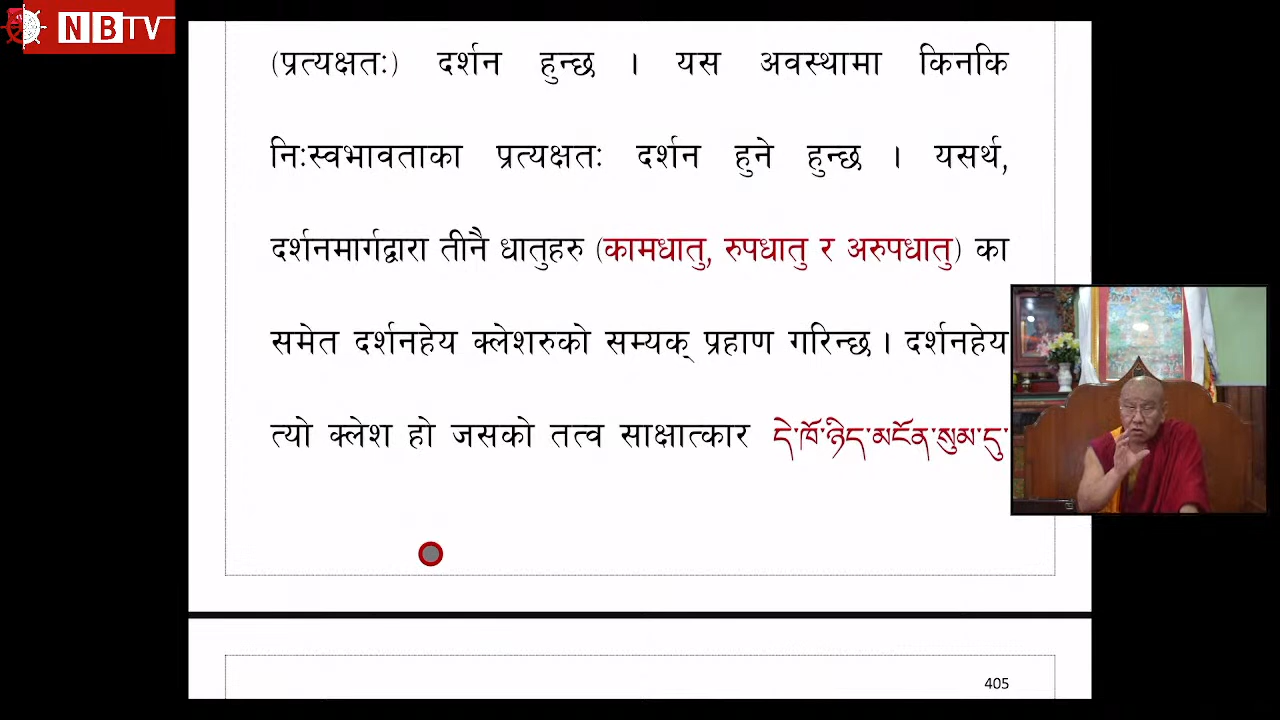 NBTV
(प्रत्यक्षतः) दर्शन हुन्छ । यस अवस्थामा किनकि
निःस्वभावताका प्रत्यक्षतः दर्शन हुने हुन्छ । यसर्थ,
दर्शनमार्गद्वारा तीनै धातुहरु (कामधातु, रुपधातु र अरुपधातु) का
समेत दर्शनहेय क्लेशरुको सम्यक् प्रहाण गरिन्छ । दर्शनहेय
त्यो क्लेश हो जसको तत्व साक्षात्कार དེ་ཁོ་ཉིད་མངོན་སུམ་དུ་
405